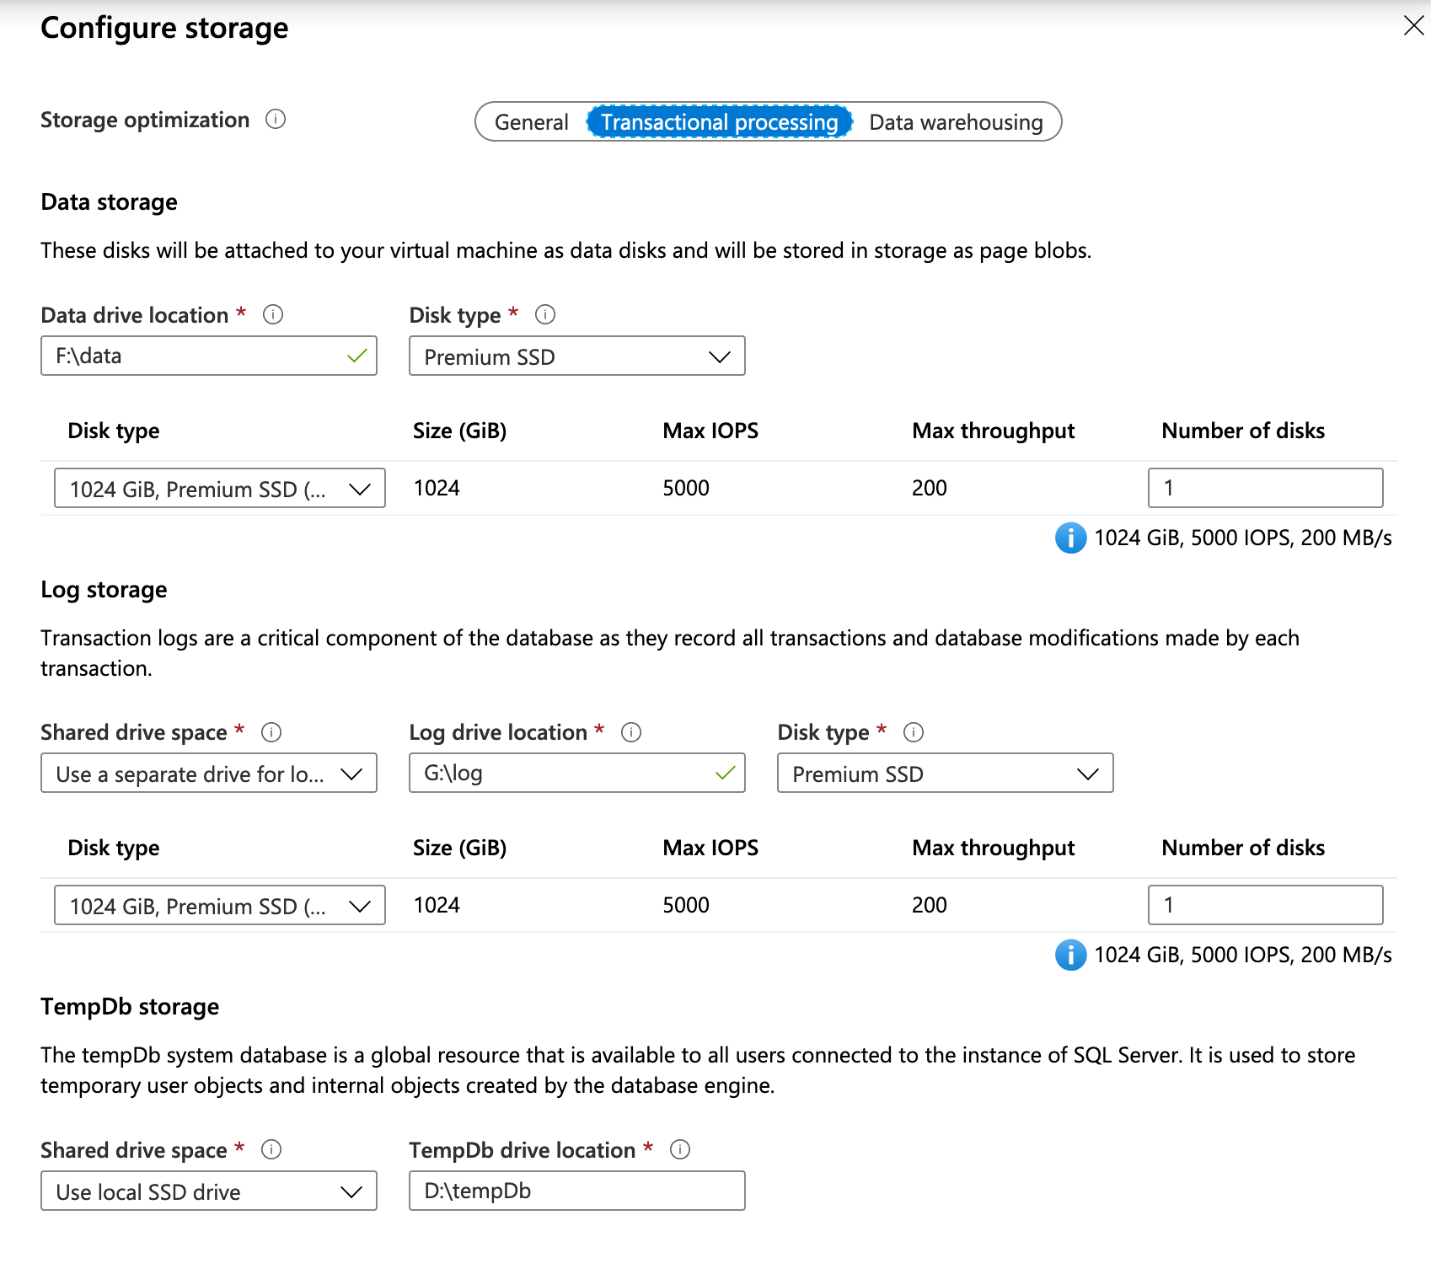 Configure storage
Storage optimization
General Transactional processing Data warehousing
Data storage
These disks will be attached to your virtual machine as data disks and will be stored in storage as page blobs.
Data drive location * Disk type *
F:\data Premium SSD
Disk type Size (GiB) Max IOPS Max throughput Number of disks
1024 GiB, Premium SSD (... 1024 5000 200 1
1024 GiB, 5000 IOPS, 200 MB/s
Log storage
Transaction logs are a critical component of the database as they record all transactions and database modifications made by each
transaction.
Shared drive space * Log drive location * Disk type *
Use a separate drive for lo... G:\log Premium SSD
Disk type Size (GiB) Max IOPS Max throughput Number of disks
1024 GiB, Premium SSD (... 1024 5000 200 1
1024 GiB, 5000 IOPS, 200 MB/s
TempDb storage
The tempDb system database is a global resource that is available to all users connected to the instance of SQL Server. It is used to store
temporary user objects and internal objects created by the database engine.
Shared drive space * TempDb drive location *
Use local SSD drive D:\tempDb